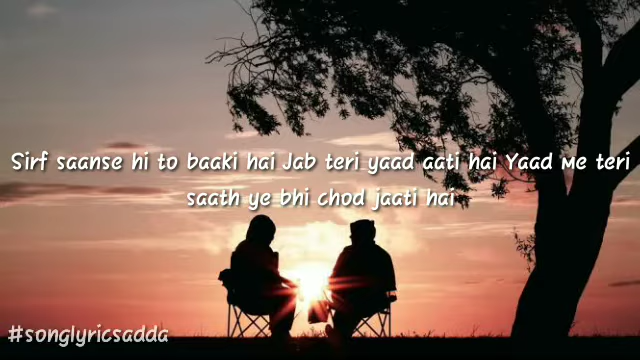 Sirf saanse hi to baaki hai Jab teri yaad aati hai Yaad Me teri
saath ye bhi chod jaati hai
#songlyricsadda